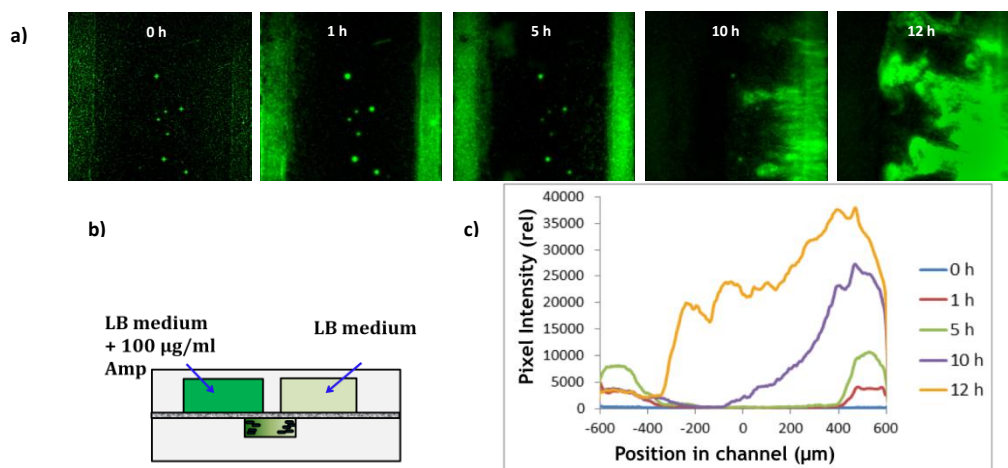 a)
0 h
1 h
5 h
10 h
12 h
b)
LB medium
+ 100 µg/ml
Amp
LB medium
c)
Pixel Intensity (rel)
40000
35000
30000
25000
20000
15000
10000
5000
0
-600 -400 -200 0 200 400 600
Position in channel (µm)
0 h
1 h
5 h
10 h
12 h